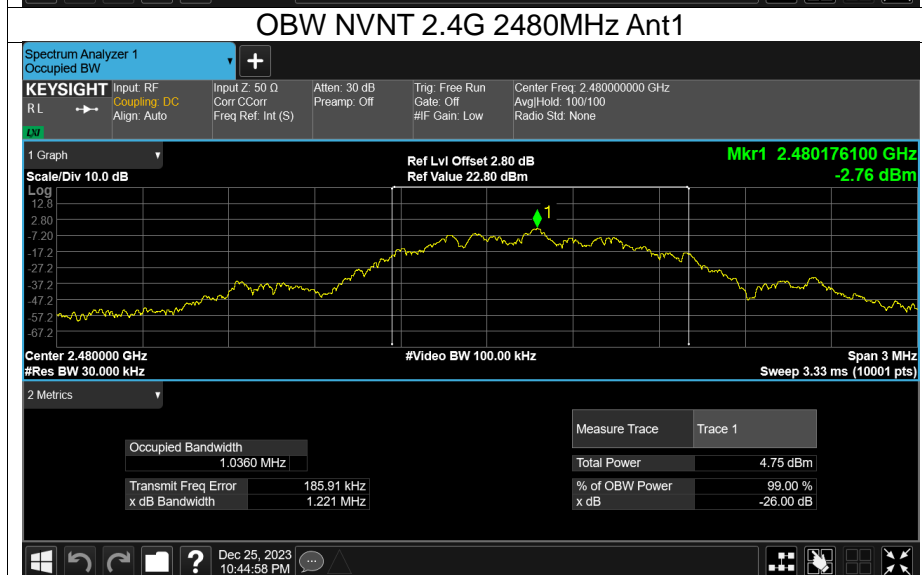 OBW NVNT 2.4G 2480MHz Ant1
Spectrum Analyzer 1
Occupied BW
+
KEYSIGHT Input: RF Input Z: 50 Ω Atten: 30 dB Trig: Free Run Center Freq: 2.480000000 GHz
R L Coupling: DC Corr CCorr Preamp: Off Gate: Off Avg|Hold: 100/100
Align: Auto Freq Ref: Int (S) #IF Gain: Low Radio Std: None
LXI
1 Graph Ref Lvl Offset 2.80 dB Mkr1 2.480176100 GHz
Scale/Div 10.0 dB Ref Value 22.80 dBm -2.76 dBm
Log
12.8
2.80
-7.20
-17.2
-27.2
-37.2
-47.2
-57.2
-67.2
1
Center 2.480000 GHz #Video BW 100.00 kHz Span 3 MHz
#Res BW 30.000 kHz Sweep 3.33 ms (10001 pts)
2 Metrics
Measure Trace Trace 1
Occupied Bandwidth
1.0360 MHz Total Power 4.75 dBm
Transmit Freq Error 185.91 kHz % of OBW Power 99.00 %
x dB Bandwidth 1.221 MHz x dB -26.00 dB
? Dec 25, 2023
10:44:58 PM